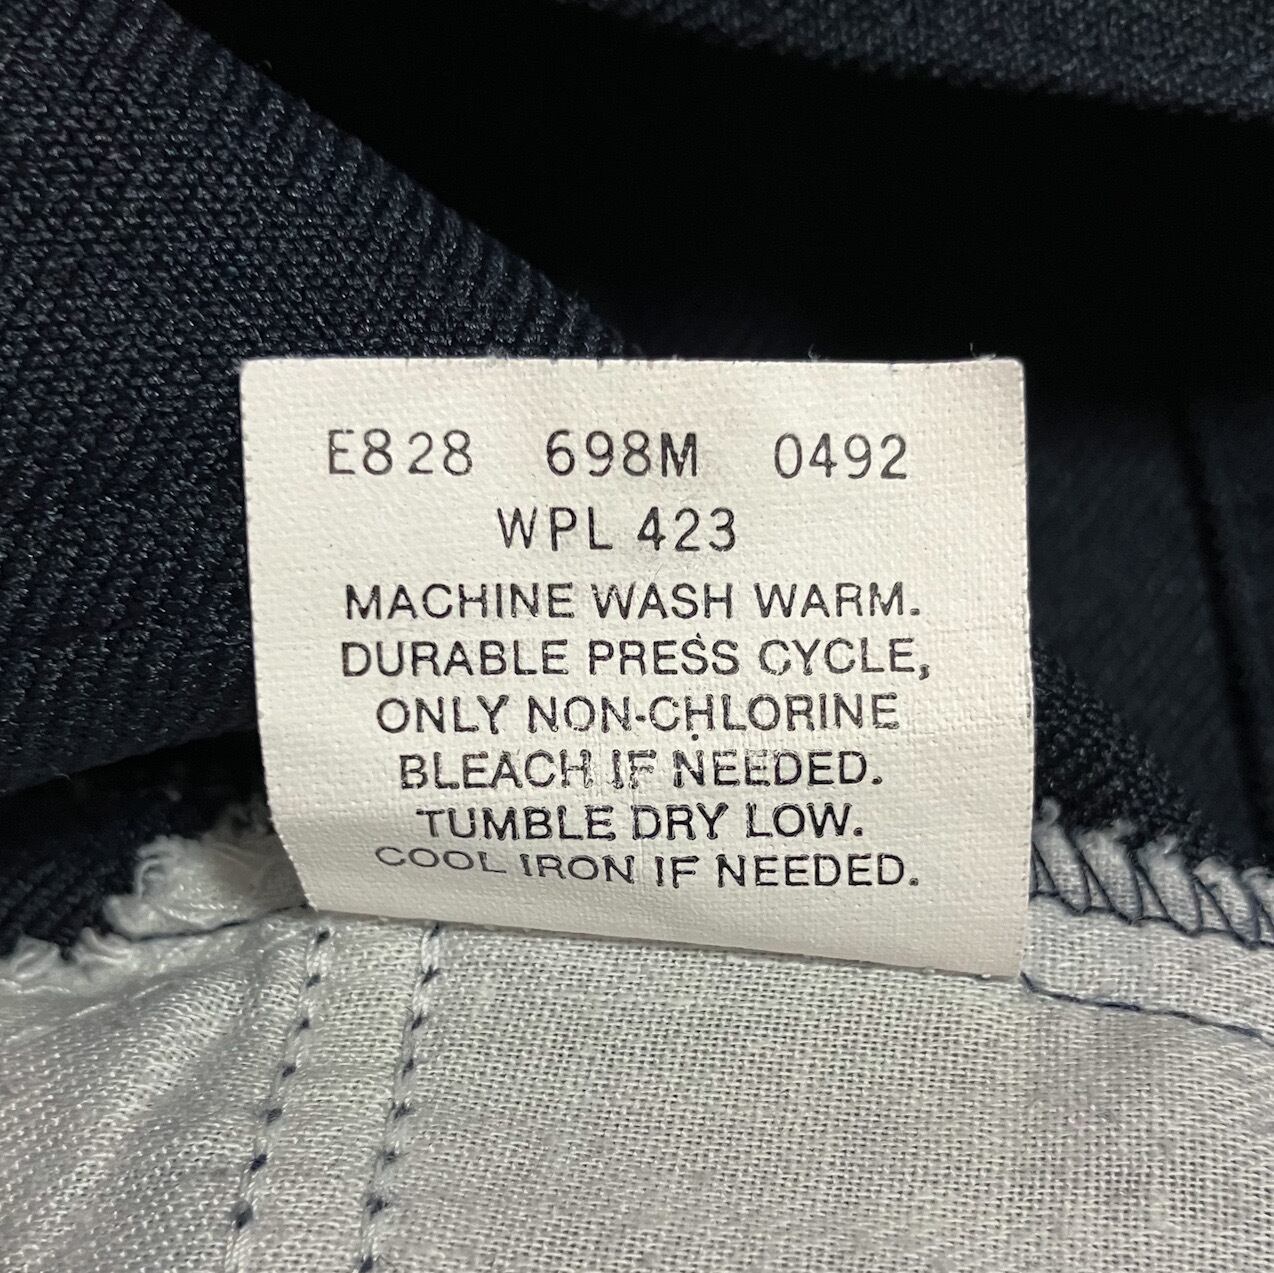 E828 698M 0492
WPL 423
MACHINE WASH WARM.
DURABLE PRESS CYCLE,
ONLY NON-CHLORINE
BLEACH IF NEEDED.
TUMBLE DRY LOW.
COOL IRON IF NEEDED.